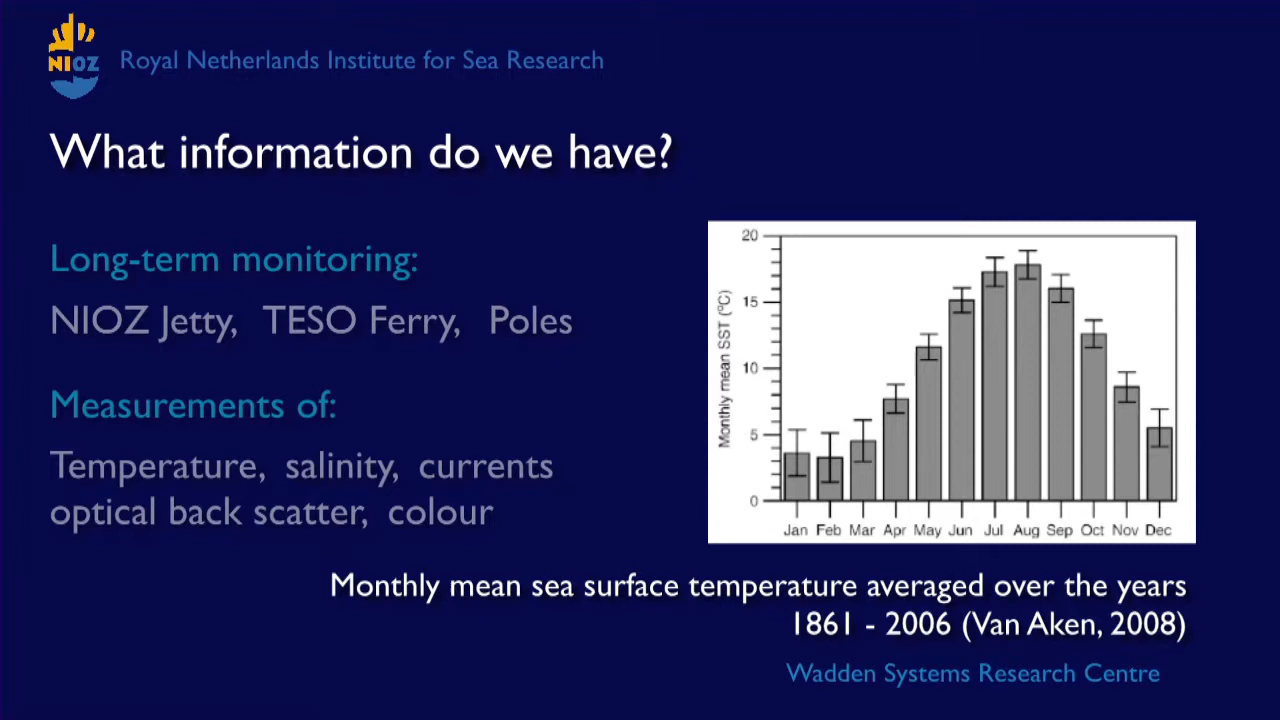 NIOZ
Royal Netherlands Institute for Sea Research
What information do we have?
Long-term monitoring:
NIOZ Jetty, TESO Ferry, Poles
Measurements of:
Temperature, salinity, currents
optical back scatter, colour
Monthly mean SST (ºC)
20
15
10
5
0
Jan Feb Mar Apr May Jun Jul Aug Sep Oct Nov Dec
Monthly mean sea surface temperature averaged over the years
1861 - 2006 (Van Aken, 2008)
Wadden Systems Research Centre